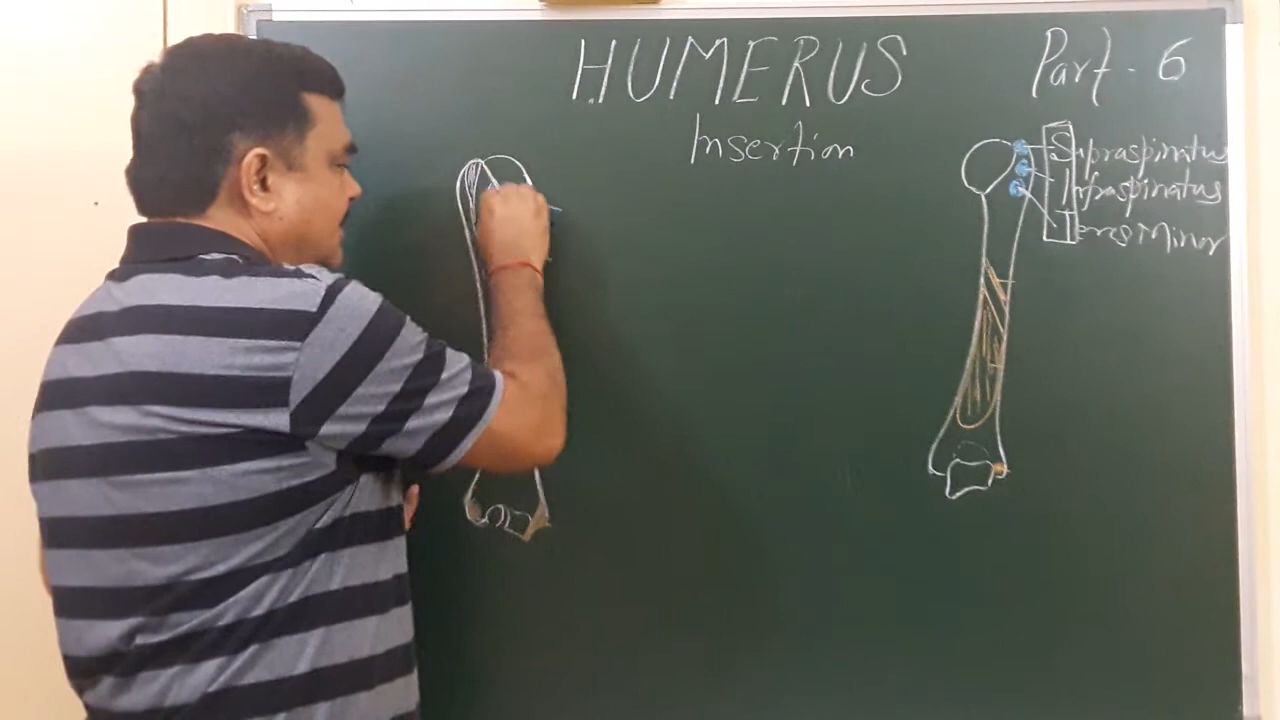 HUMERUS
Part - 6
Insertion
Supraspinatus
Infraspinatus
Teres Minor